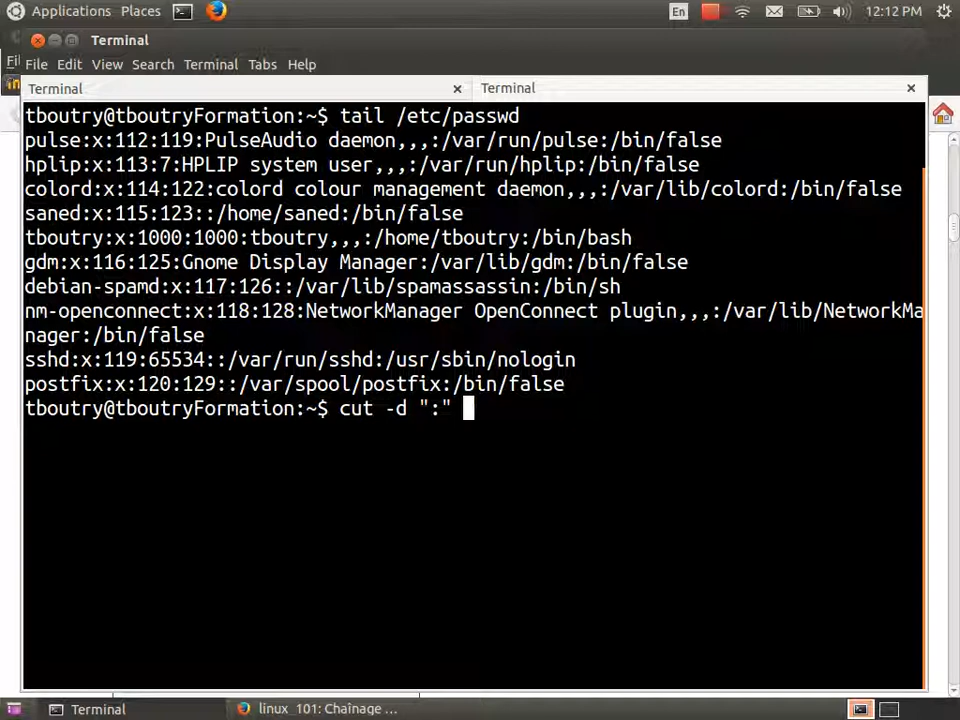 Applications Places En 12:12 PM
Terminal
File Edit View Search Terminal Tabs Help
Terminal × Terminal ×
tboutry@tboutryFormation:~$ tail /etc/passwd
pulse:x:112:119:PulseAudio daemon,,,:/var/run/pulse:/bin/false
hplip:x:113:7:HPLIP system user,,,:/var/run/hplip:/bin/false
colord:x:114:122:colord colour management daemon,,,:/var/lib/colord:/bin/false
saned:x:115:123::/home/saned:/bin/false
tboutry:x:1000:1000:tboutry,,,:/home/tboutry:/bin/bash
gdm:x:116:125:Gnome Display Manager:/var/lib/gdm:/bin/false
debian-spamd:x:117:126::/var/lib/spamassassin:/bin/sh
nm-openconnect:x:118:128:NetworkManager OpenConnect plugin,,,:/var/lib/NetworkMa
nager:/bin/false
sshd:x:119:65534::/var/run/sshd:/usr/sbin/nologin
postfix:x:120:129::/var/spool/postfix:/bin/false
tboutry@tboutryFormation:~$ cut -d ":"
Terminal linux_101: Chaînage ...